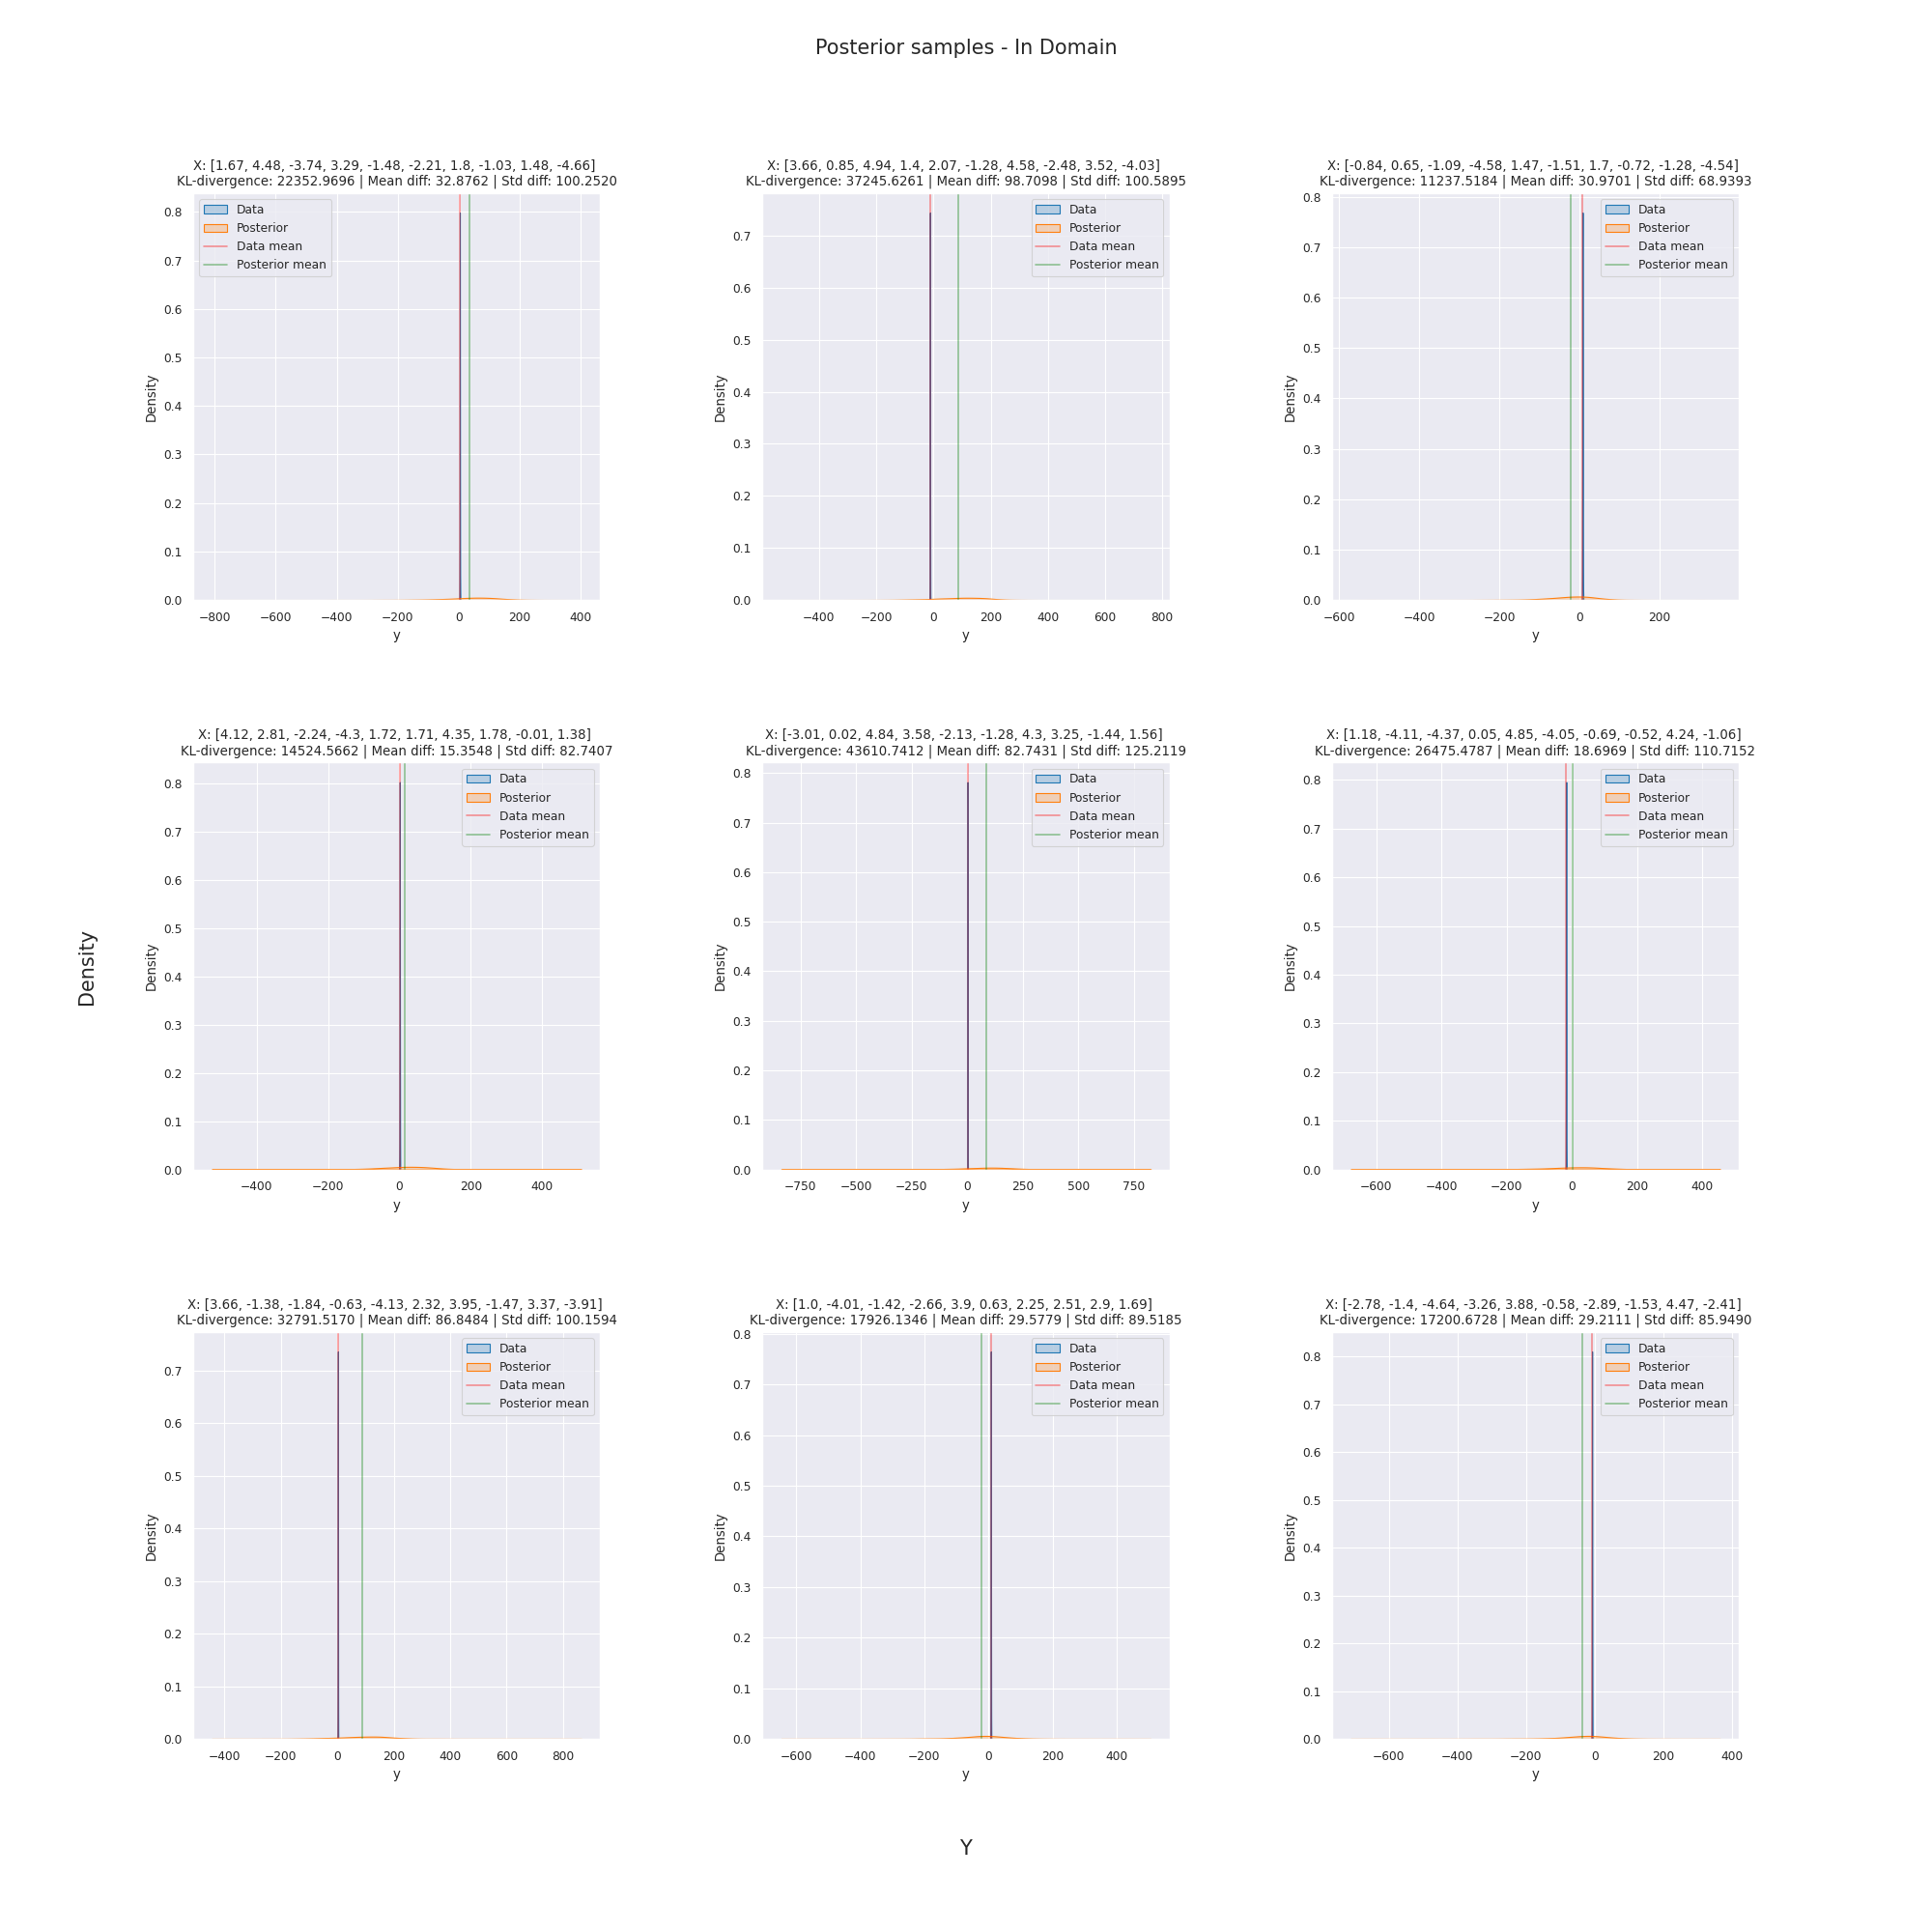 Posterior samples - In Domain
X: [1.67, 4.48, -3.74, 3.29, -1.48, -2.21, 1.8, -1.03, 1.48, -4.66]
KL-divergence: 22352.9696 | Mean diff: 32.8762 | Std diff: 100.2520
Data
Posterior
Data mean
Posterior mean
0.8
0.7
0.6
0.5
0.4
0.3
0.2
0.1
0.0
Density
−800 −600 −400 −200 0 200 400
y
X: [3.66, 0.85, 4.94, 1.4, 2.07, -1.28, 4.58, -2.48, 3.52, -4.03]
KL-divergence: 37245.6261 | Mean diff: 98.7098 | Std diff: 100.5895
Data
Posterior
Data mean
Posterior mean
0.7
0.6
0.5
0.4
0.3
0.2
0.1
0.0
Density
−400 −200 0 200 400 600 800
y
X: [-0.84, 0.65, -1.09, -4.58, 1.47, -1.51, 1.7, -0.72, -1.28, -4.54]
KL-divergence: 11237.5184 | Mean diff: 30.9701 | Std diff: 68.9393
Data
Posterior
Data mean
Posterior mean
0.8
0.7
0.6
0.5
0.4
0.3
0.2
0.1
0.0
Density
−600 −400 −200 0 200
y
X: [4.12, 2.81, -2.24, -4.3, 1.72, 1.71, 4.35, 1.78, -0.01, 1.38]
KL-divergence: 14524.5662 | Mean diff: 15.3548 | Std diff: 82.7407
Data
Posterior
Data mean
Posterior mean
0.8
0.7
0.6
0.5
0.4
0.3
0.2
0.1
0.0
Density
−400 −200 0 200 400
y
X: [-3.01, 0.02, 4.84, 3.58, -2.13, -1.28, 4.3, 3.25, -1.44, 1.56]
KL-divergence: 43610.7412 | Mean diff: 82.7431 | Std diff: 125.2119
Data
Posterior
Data mean
Posterior mean
0.8
0.7
0.6
0.5
0.4
0.3
0.2
0.1
0.0
Density
−750 −500 −250 0 250 500 750
y
X: [1.18, -4.11, -4.37, 0.05, 4.85, -4.05, -0.69, -0.52, 4.24, -1.06]
KL-divergence: 26475.4787 | Mean diff: 18.6969 | Std diff: 110.7152
Data
Posterior
Data mean
Posterior mean
0.8
0.7
0.6
0.5
0.4
0.3
0.2
0.1
0.0
Density
−600 −400 −200 0 200 400
y
Density
X: [3.66, -1.38, -1.84, -0.63, -4.13, 2.32, 3.95, -1.47, 3.37, -3.91]
KL-divergence: 32791.5170 | Mean diff: 86.8484 | Std diff: 100.1594
Data
Posterior
Data mean
Posterior mean
0.7
0.6
0.5
0.4
0.3
0.2
0.1
0.0
Density
−400 −200 0 200 400 600 800
y
X: [1.0, -4.01, -1.42, -2.66, 3.9, 0.63, 2.25, 2.51, 2.9, 1.69]
KL-divergence: 17926.1346 | Mean diff: 29.5779 | Std diff: 89.5185
Data
Posterior
Data mean
Posterior mean
0.8
0.7
0.6
0.5
0.4
0.3
0.2
0.1
0.0
Density
−600 −400 −200 0 200 400
y
X: [-2.78, -1.4, -4.64, -3.26, 3.88, -0.58, -2.89, -1.53, 4.47, -2.41]
KL-divergence: 17200.6728 | Mean diff: 29.2111 | Std diff: 85.9490
Data
Posterior
Data mean
Posterior mean
0.8
0.7
0.6
0.5
0.4
0.3
0.2
0.1
0.0
Density
−600 −400 −200 0 200 400
y
Y